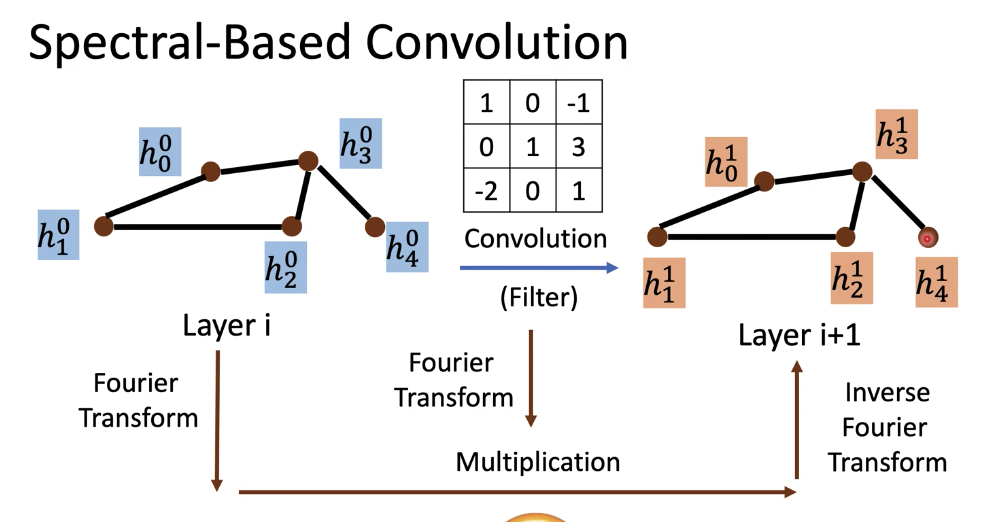 Spectral-Based Convolution
h_0^0
h_3^0
h_1^0
h_2^0
h_4^0
Layer i
1 0 -1
0 1 3
-2 0 1
Convolution
(Filter)
h_0^1
h_3^1
h_1^1
h_2^1
h_4^1
Layer i+1
Fourier
Transform
Fourier
Transform
Multiplication
Inverse
Fourier
Transform